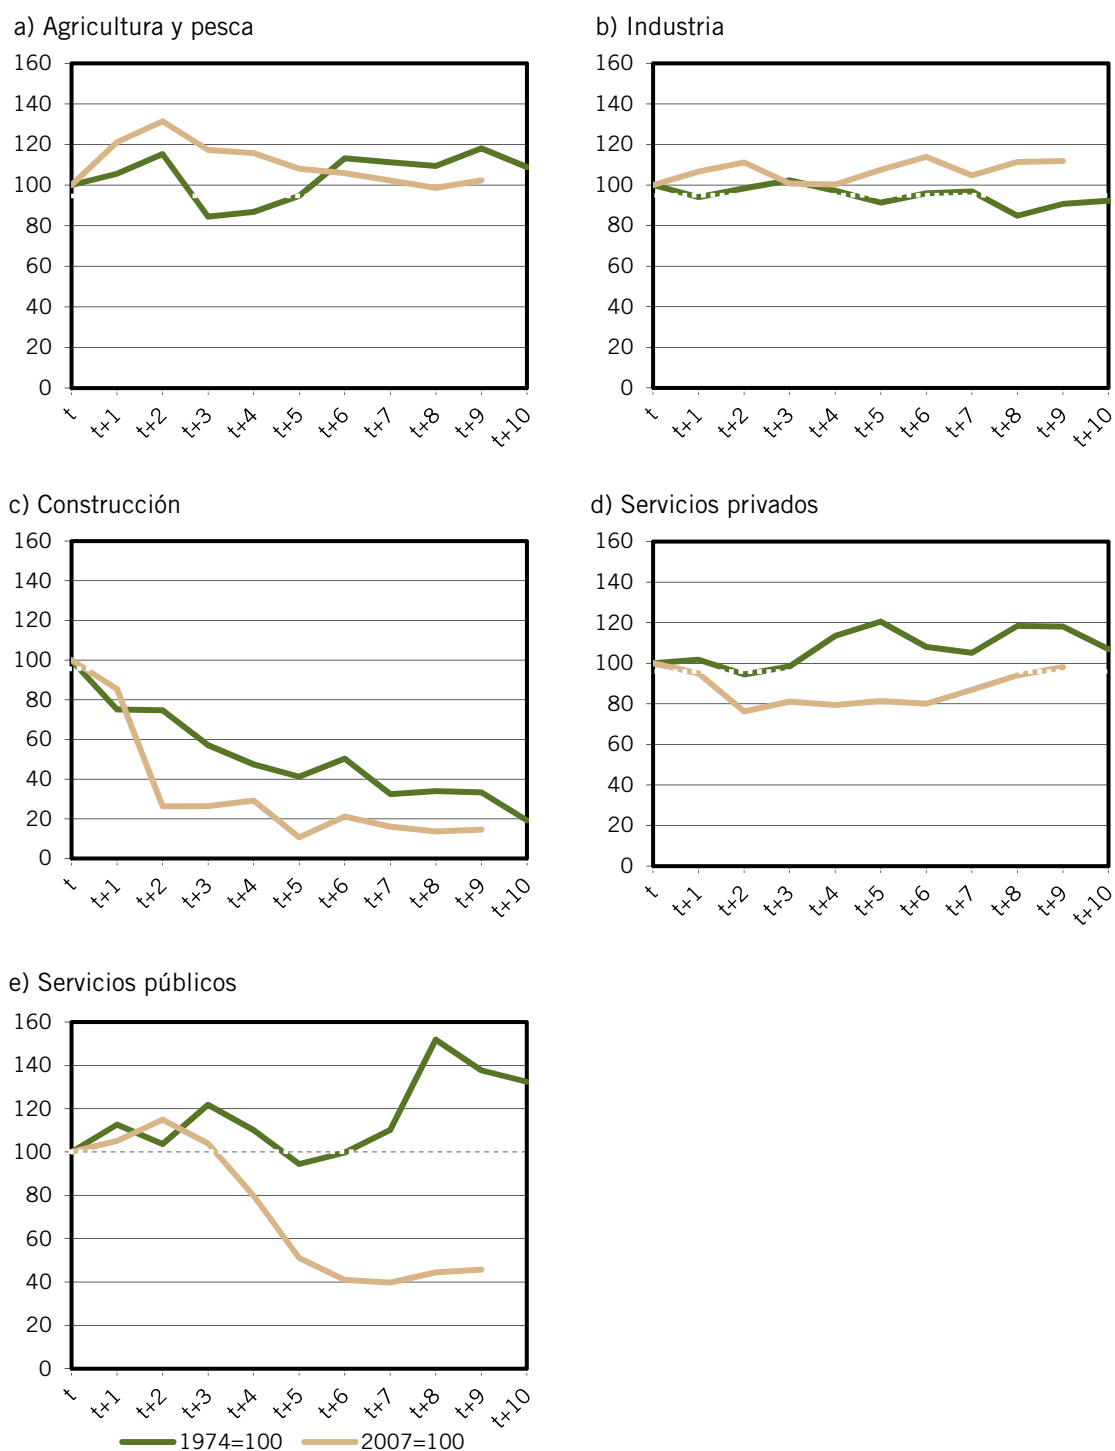 a) Agricultura y pesca
160
140
120
100
80
60
40
20
0
t
t+1
t+2
t+3
t+4
t+5
t+6
t+7
t+8
t+9
t+10
b) Industria
160
140
120
100
80
60
40
20
0
t
t+1
t+2
t+3
t+4
t+5
t+6
t+7
t+8
t+9
t+10
c) Construcción
160
140
120
100
80
60
40
20
0
t
t+1
t+2
t+3
t+4
t+5
t+6
t+7
t+8
t+9
t+10
d) Servicios privados
160
140
120
100
80
60
40
20
0
t
t+1
t+2
t+3
t+4
t+5
t+6
t+7
t+8
t+9
t+10
e) Servicios públicos
160
140
120
100
80
60
40
20
0
t
t+1
t+2
t+3
t+4
t+5
t+6
t+7
t+8
t+9
t+10
1974=100
2007=100